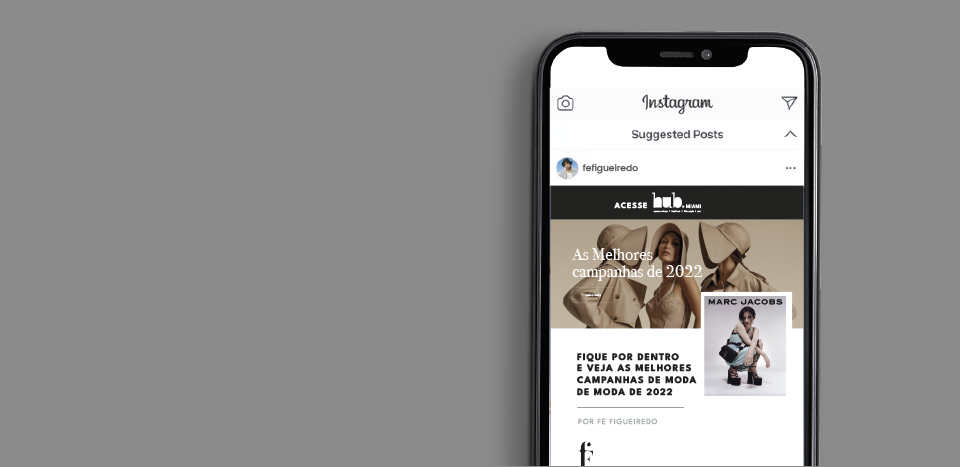 Instagram
Suggested Posts
fefigueiredo
ACESSE hub. MIAMI
As Melhores
campanhas de 2022
MARC JACOBS
FIQUE POR DENTRO
E VEJA AS MELHORES
CAMPANHAS DE MODA
DE MODA DE 2022
POR FE FIGUEIREDO